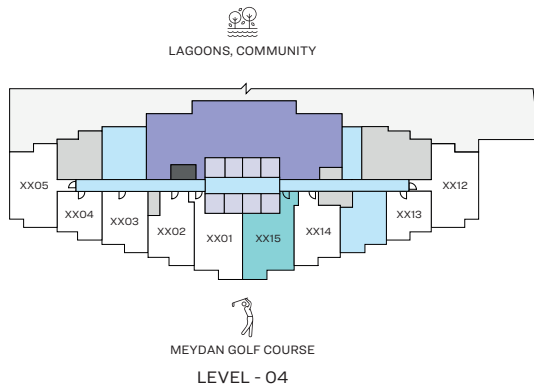 LAGOONS, COMMUNITY
XX05
XX12
XX04
XX03
XX02
XX01
XX15
XX14
XX13
MEYDAN GOLF COURSE
LEVEL - 04